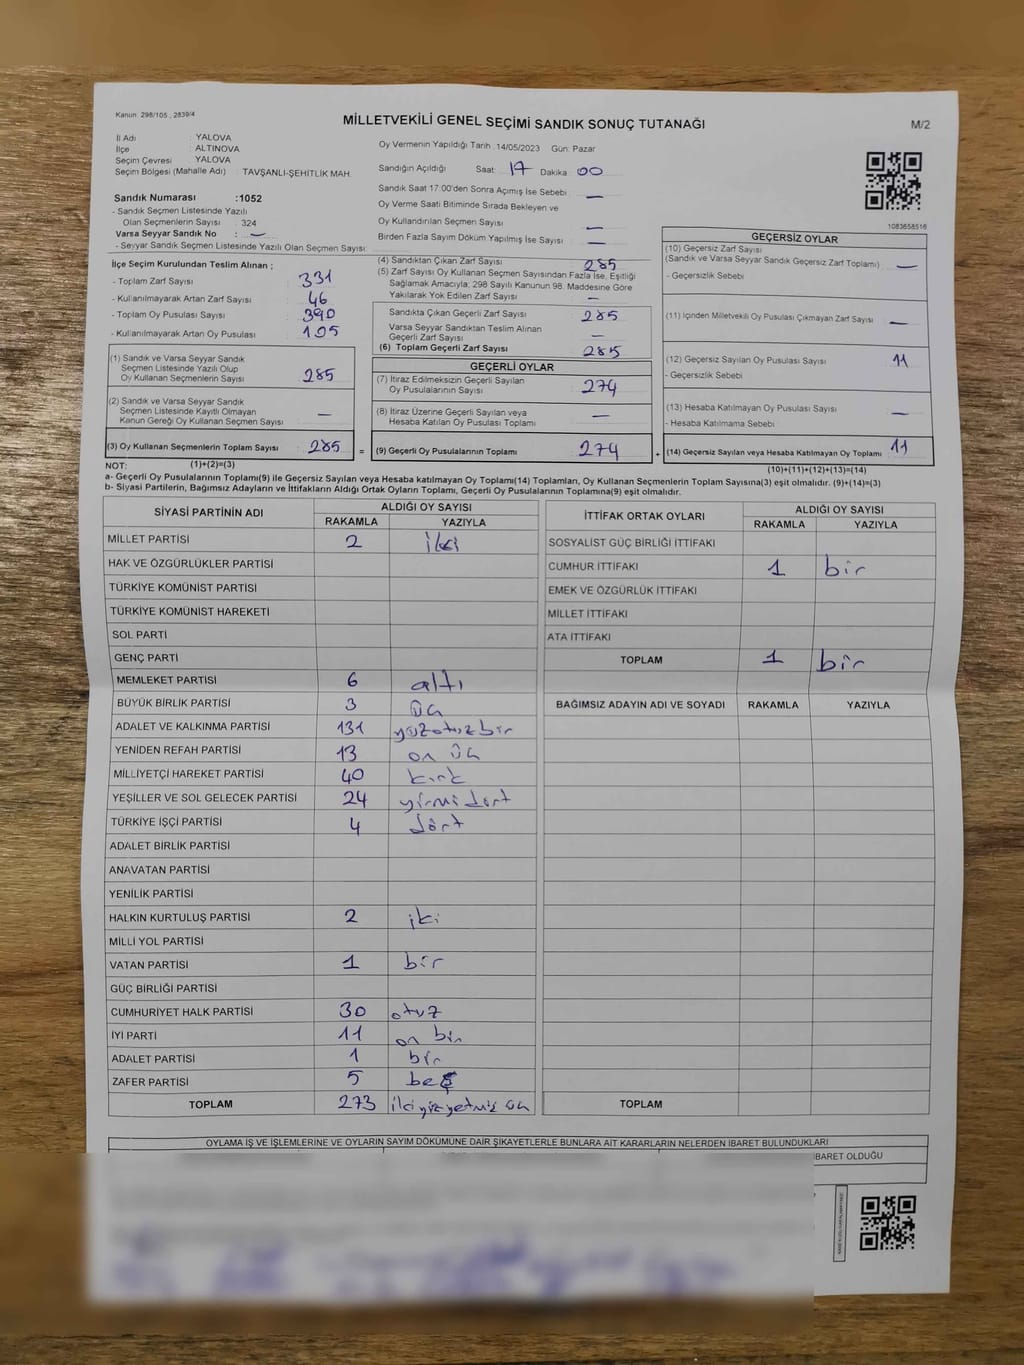 Kanun: 298/105 , 2839/4
MİLLETVEKİLİ GENEL SEÇİMİ SANDIK SONUÇ TUTANAĞI
M/2
İl Adı : YALOVA
İlçe : ALTINOVA
Seçim Çevresi : YALOVA
Seçim Bölgesi (Mahalle Adı) : TAVŞANLI-ŞEHİTLİK MAH.
Sandık Numarası :1052
- Sandık Seçmen Listesinde Yazılı
Olan Seçmenlerin Sayısı : 324
Varsa Seyyar Sandık No : —
- Seyyar Sandık Seçmen Listesinde Yazılı Olan Seçmen Sayısı:
Oy Vermenin Yapıldığı Tarih :14/05/2023 Gün: Pazar
Sandığın Açıldığı Saat: 17 Dakika: 00
Sandık Saat 17:00'den Sonra Açımış İse Sebebi : —
Oy Verme Saati Bitiminde Sırada Bekleyen ve
Oy Kullandırılan Seçmen Sayısı : —
Birden Fazla Sayım Döküm Yapılmış İse Sayısı : —
1083658516
İlçe Seçim Kurulundan Teslim Alınan ;
- Toplam Zarf Sayısı : 331
- Kullanılmayarak Artan Zarf Sayısı : 46
- Toplam Oy Pusulası Sayısı : 390
- Kullanılmayarak Artan Oy Pusulası : 105
(1) Sandık ve Varsa Seyyar Sandık
Seçmen Listesinde Yazılı Olup
Oy Kullanan Seçmenlerin Sayısı : 285
(2) Sandık ve Varsa Seyyar Sandık
Seçmen Listesinde Kayıtlı Olmayan
Kanun Gereği Oy Kullanan Seçmen Sayısı : —
(3) Oy Kullanan Seçmenlerin Toplam Sayısı : 285 =
(4) Sandıktan Çıkan Zarf Sayısı : 285
(5) Zarf Sayısı Oy Kullanan Seçmen Sayısından Fazla İse, Eşitliği
Sağlamak Amacıyla; 298 Sayılı Kanunun 98. Maddesine Göre
Yakılarak Yok Edilen Zarf Sayısı : —
Sandıkta Çıkan Geçerli Zarf Sayısı : 285
Varsa Seyyar Sandıktan Teslim Alınan
Geçerli Zarf Sayısı : —
(6) Toplam Geçerli Zarf Sayısı : 285
GEÇERLİ OYLAR
(7) İtiraz Edilmeksizin Geçerli Sayılan
Oy Pusulalarının Sayısı : 274
(8) İtiraz Üzerine Geçerli Sayılan veya
Hesaba Katılan Oy Pusulası Toplamı : —
(9) Geçerli Oy Pusulalarının Toplamı : 274 +
GEÇERSİZ OYLAR
(10) Geçersiz Zarf Sayısı
(Sandık ve Varsa Seyyar Sandık Geçersiz Zarf Toplamı) : —
- Geçersizlik Sebebi
(11) İçinden Milletvekili Oy Pusulası Çıkmayan Zarf Sayısı : —
(12) Geçersiz Sayılan Oy Pusulası Sayısı : 11
- Geçersizlik Sebebi
(13) Hesaba Katılmayan Oy Pusulası Sayısı : —
- Hesaba Katılmama Sebebi
(14) Geçersiz Sayılan veya Hesaba Katılmayan Oy Toplamı : 11
NOT: (1)+(2)=(3) (10)+(11)+(12)+(13)=(14)
a- Geçerli Oy Pusulalarının Toplamı(9) ile Geçersiz Sayılan veya Hesaba katılmayan Oy Toplamı(14) Toplamları, Oy Kullanan Seçmenlerin Toplam Sayısına(3) eşit olmalıdır. (9)+(14)=(3)
b- Siyasi Partilerin, Bağımsız Adayların ve İttifakların Aldığı Ortak Oyların Toplamı, Geçerli Oy Pusulalarının Toplamına(9) eşit olmalıdır.
SİYASİ PARTİNİN ADI ALDIĞI OY SAYISI
RAKAMLA YAZIYLA
MİLLET PARTİSİ 2 iki
HAK VE ÖZGÜRLÜKLER PARTİSİ
TÜRKİYE KOMÜNİST PARTİSİ
TÜRKİYE KOMÜNİST HAREKETİ
SOL PARTİ
GENÇ PARTİ
MEMLEKET PARTİSİ 6 altı
BÜYÜK BİRLİK PARTİSİ 3 üç
ADALET VE KALKINMA PARTİSİ 131 yüzotuzbir
YENİDEN REFAH PARTİSİ 13 on üç
MİLLİYETÇİ HAREKET PARTİSİ 40 kırk
YEŞİLLER VE SOL GELECEK PARTİSİ 24 yirmi dört
TÜRKİYE İŞÇİ PARTİSİ 4 dört
ADALET BİRLİK PARTİSİ
ANAVATAN PARTİSİ
YENİLİK PARTİSİ
HALKIN KURTULUŞ PARTİSİ 2 iki
MİLLİ YOL PARTİSİ
VATAN PARTİSİ 1 bir
GÜÇ BİRLİĞİ PARTİSİ
CUMHURİYET HALK PARTİSİ 30 otuz
İYİ PARTİ 11 on bir
ADALET PARTİSİ 1 bir
ZAFER PARTİSİ 5 beş
TOPLAM 273 ikiyüzyetmiş üç
İTTİFAK ORTAK OYLARI ALDIĞI OY SAYISI
RAKAMLA YAZIYLA
SOSYALİST GÜÇ BİRLİĞİ İTTİFAKI
CUMHUR İTTİFAKI 1 bir
EMEK VE ÖZGÜRLÜK İTTİFAKI
MİLLET İTTİFAKI
ATA İTTİFAKI
TOPLAM 1 bir
BAĞIMSIZ ADAYIN ADI VE SOYADI RAKAMLA YAZIYLA
TOPLAM
OYLAMA İŞ VE İŞLEMLERİNE VE OYLARIN SAYIM DÖKÜMÜNE DAİR ŞİKAYETLERLE BUNLARA AİT KARARLARIN NELERDEN İBARET BULUNDUKLARI
İBARET OLDUĞU